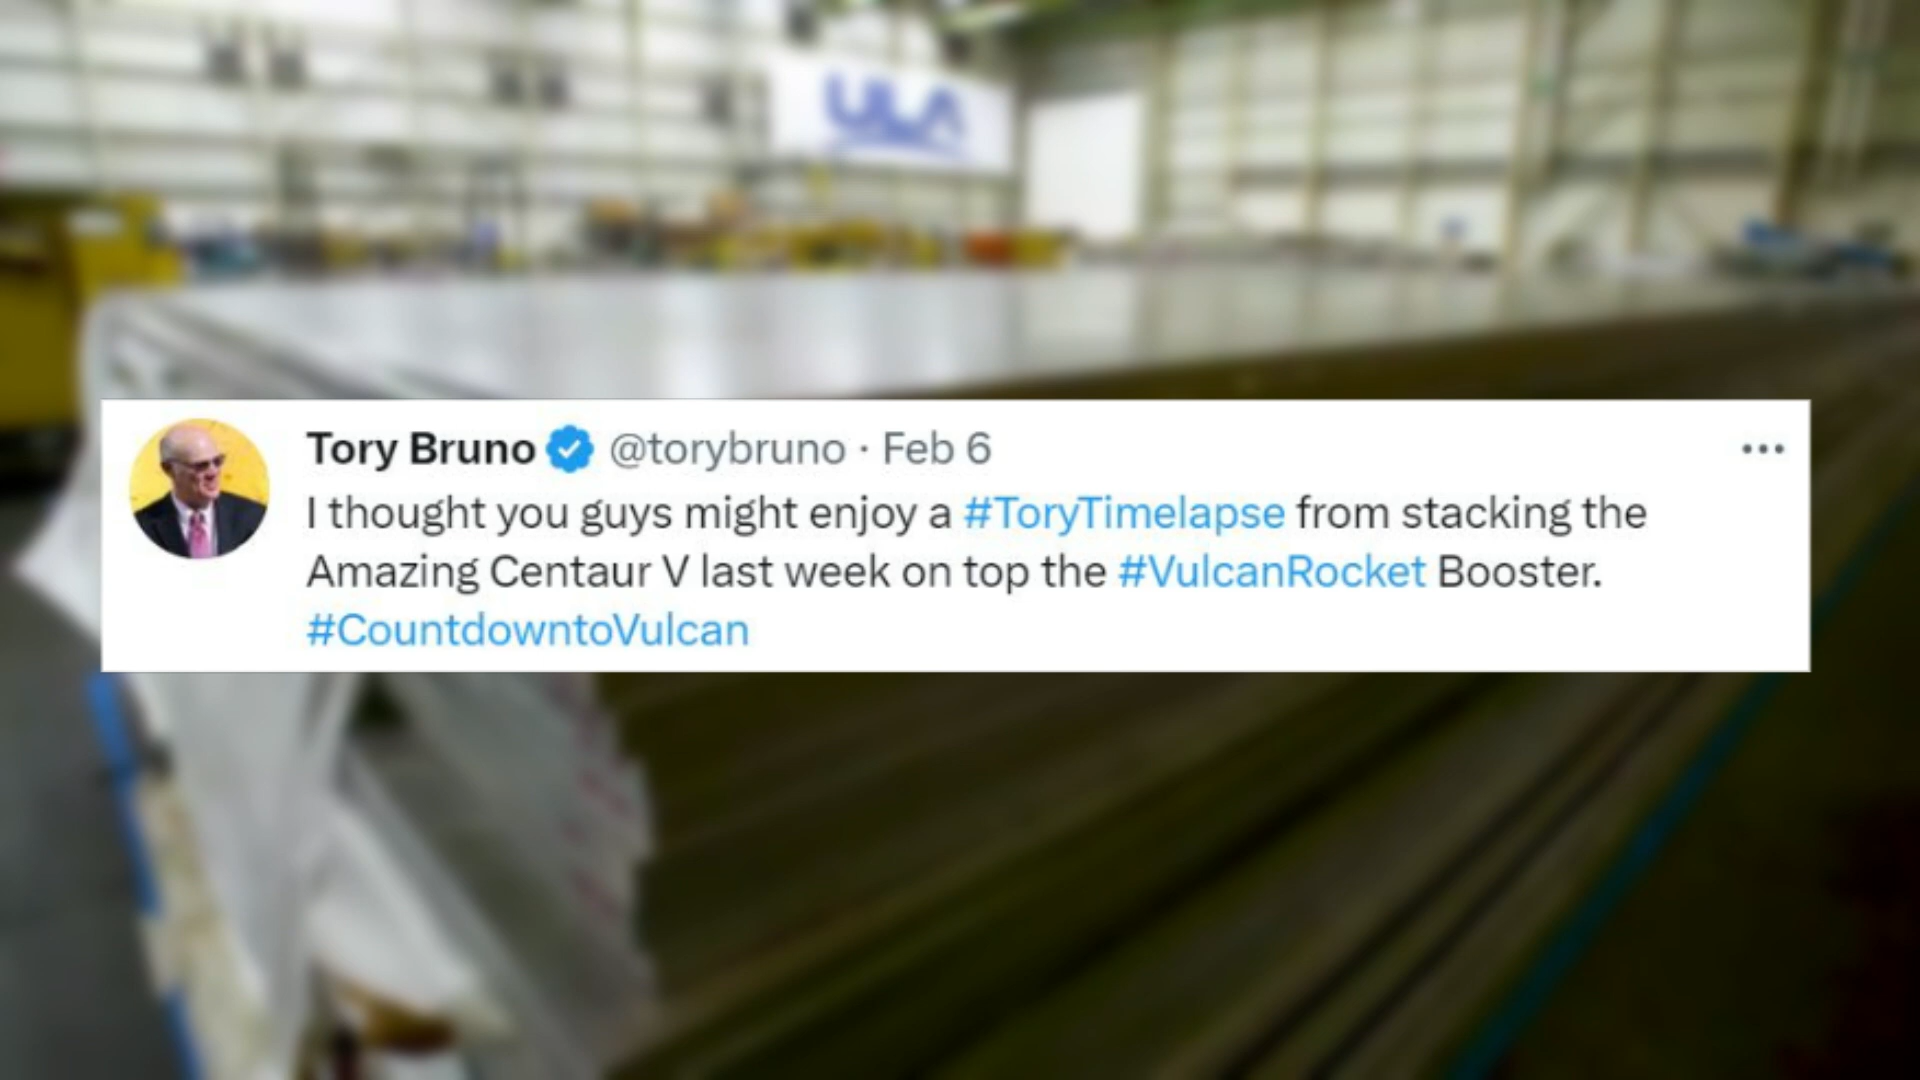 ULA
Tory Bruno @torybruno · Feb 6
I thought you guys might enjoy a #ToryTimelapse from stacking the
Amazing Centaur V last week on top the #VulcanRocket Booster.
#CountdowntoVulcan